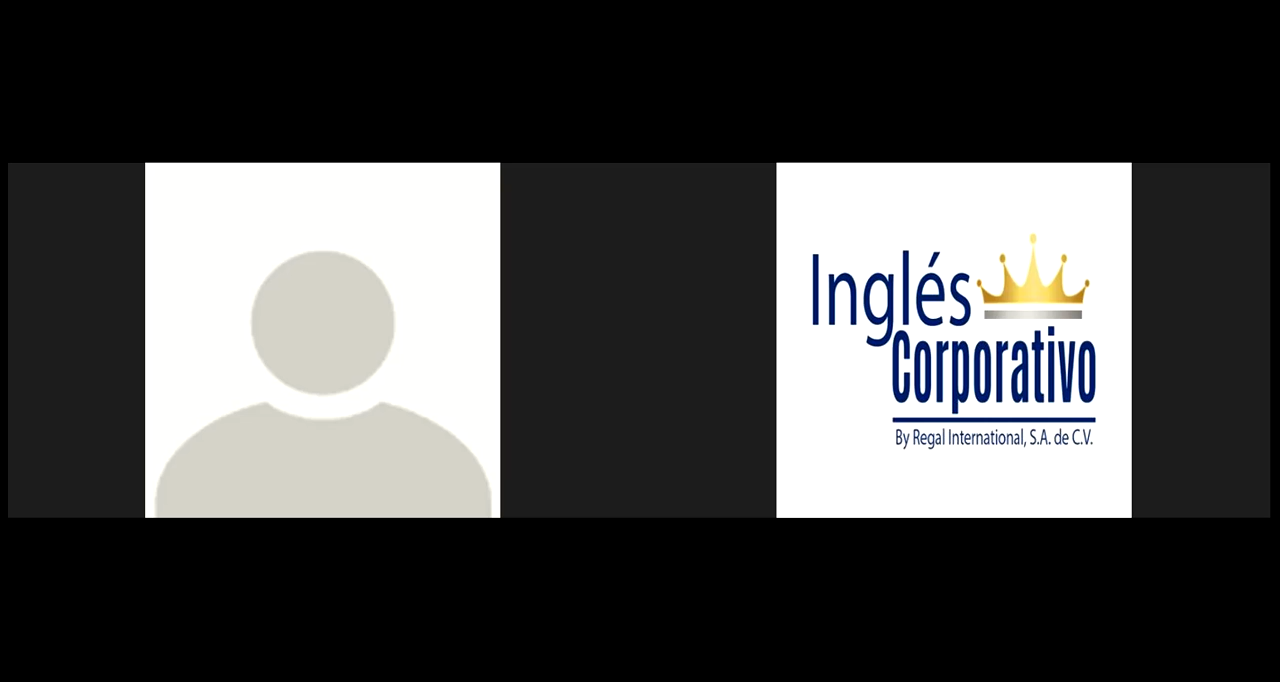 Inglés
Corporativo
By Regal International, S.A. de C.V.